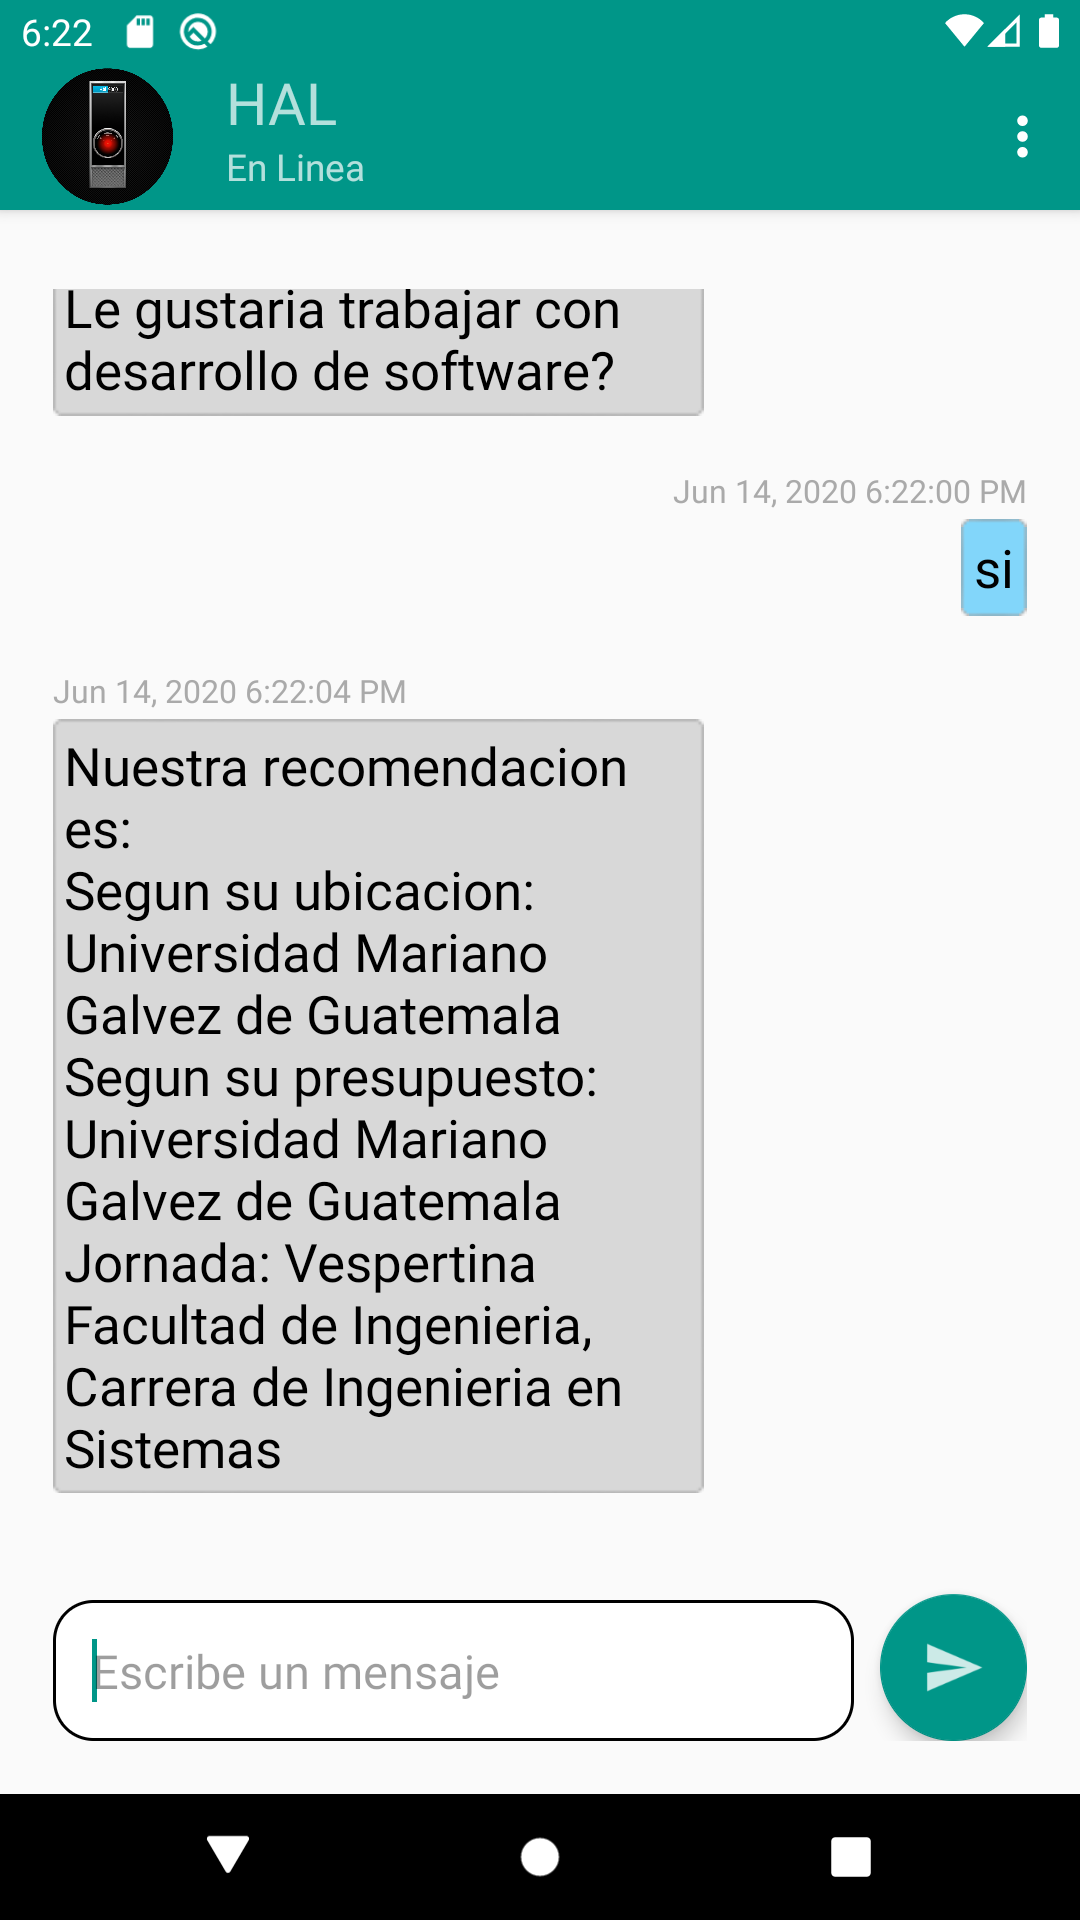 6:22
HAL
En Linea
Le gustaria trabajar con
desarrollo de software?
Jun 14, 2020 6:22:00 PM
si
Jun 14, 2020 6:22:04 PM
Nuestra recomendacion
es:
Segun su ubicacion:
Universidad Mariano
Galvez de Guatemala
Segun su presupuesto:
Universidad Mariano
Galvez de Guatemala
Jornada: Vespertina
Facultad de Ingenieria,
Carrera de Ingenieria en
Sistemas
Escribe un mensaje